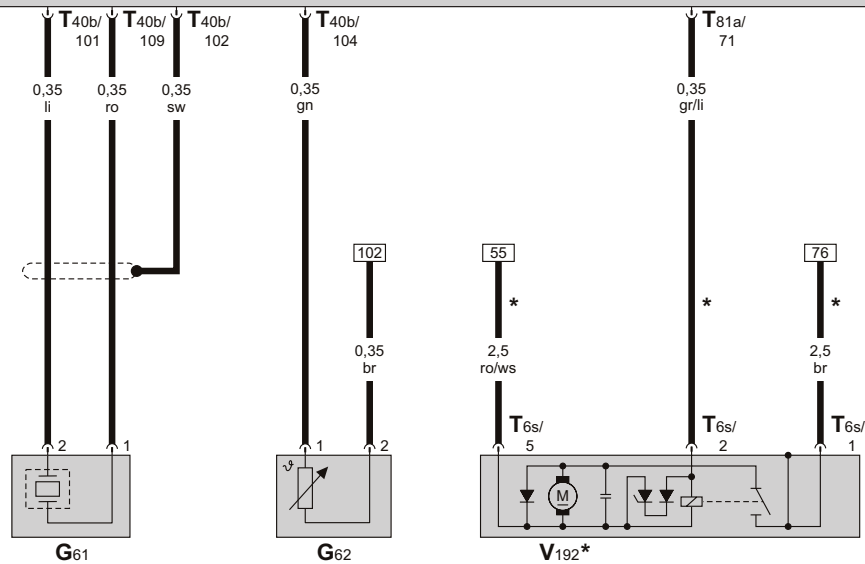 T40b/ T40b/ T40b/ T40b/ T81a/
101 109 102 104 71
0,35 0,35 0,35 0,35 0,35
li ro sw gn gr/li
102 55 76
* * *
0,35 2,5 2,5
br ro/ws br
T6s/ T6s/ T6s/
2 1 1 2 5 2 1
ϑ
M
G61 G62 V192*